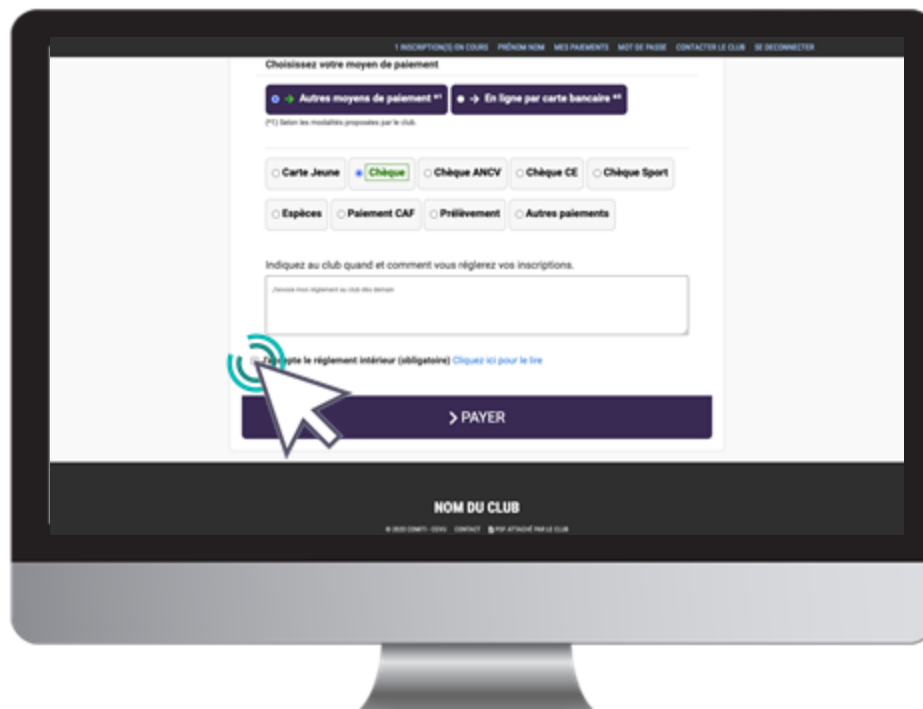 1 INSCRIPTION(S) EN COURS PRÉNOM NOM MES PAIEMENTS MOT DE PASSE CONTACTER LE CLUB SE DECONNECTER
Choisissez votre moyen de paiement
→ Autres moyens de paiement *¹ → En ligne par carte bancaire *²
(*1) Selon les modalités proposées par le club.
Carte Jeune Chèque Chèque ANCV Chèque CE Chèque Sport
Espèces Paiement CAF Prélèvement Autres paiements
Indiquez au club quand et comment vous réglerez vos inscriptions.
J'envoie mon règlement au club dès demain
J'accepte le règlement intérieur (obligatoire) Cliquez ici pour le lire
> PAYER
NOM DU CLUB
© 2020 COMITI - CGVU CONTACT PDF ATTACHÉ PAR LE CLUB